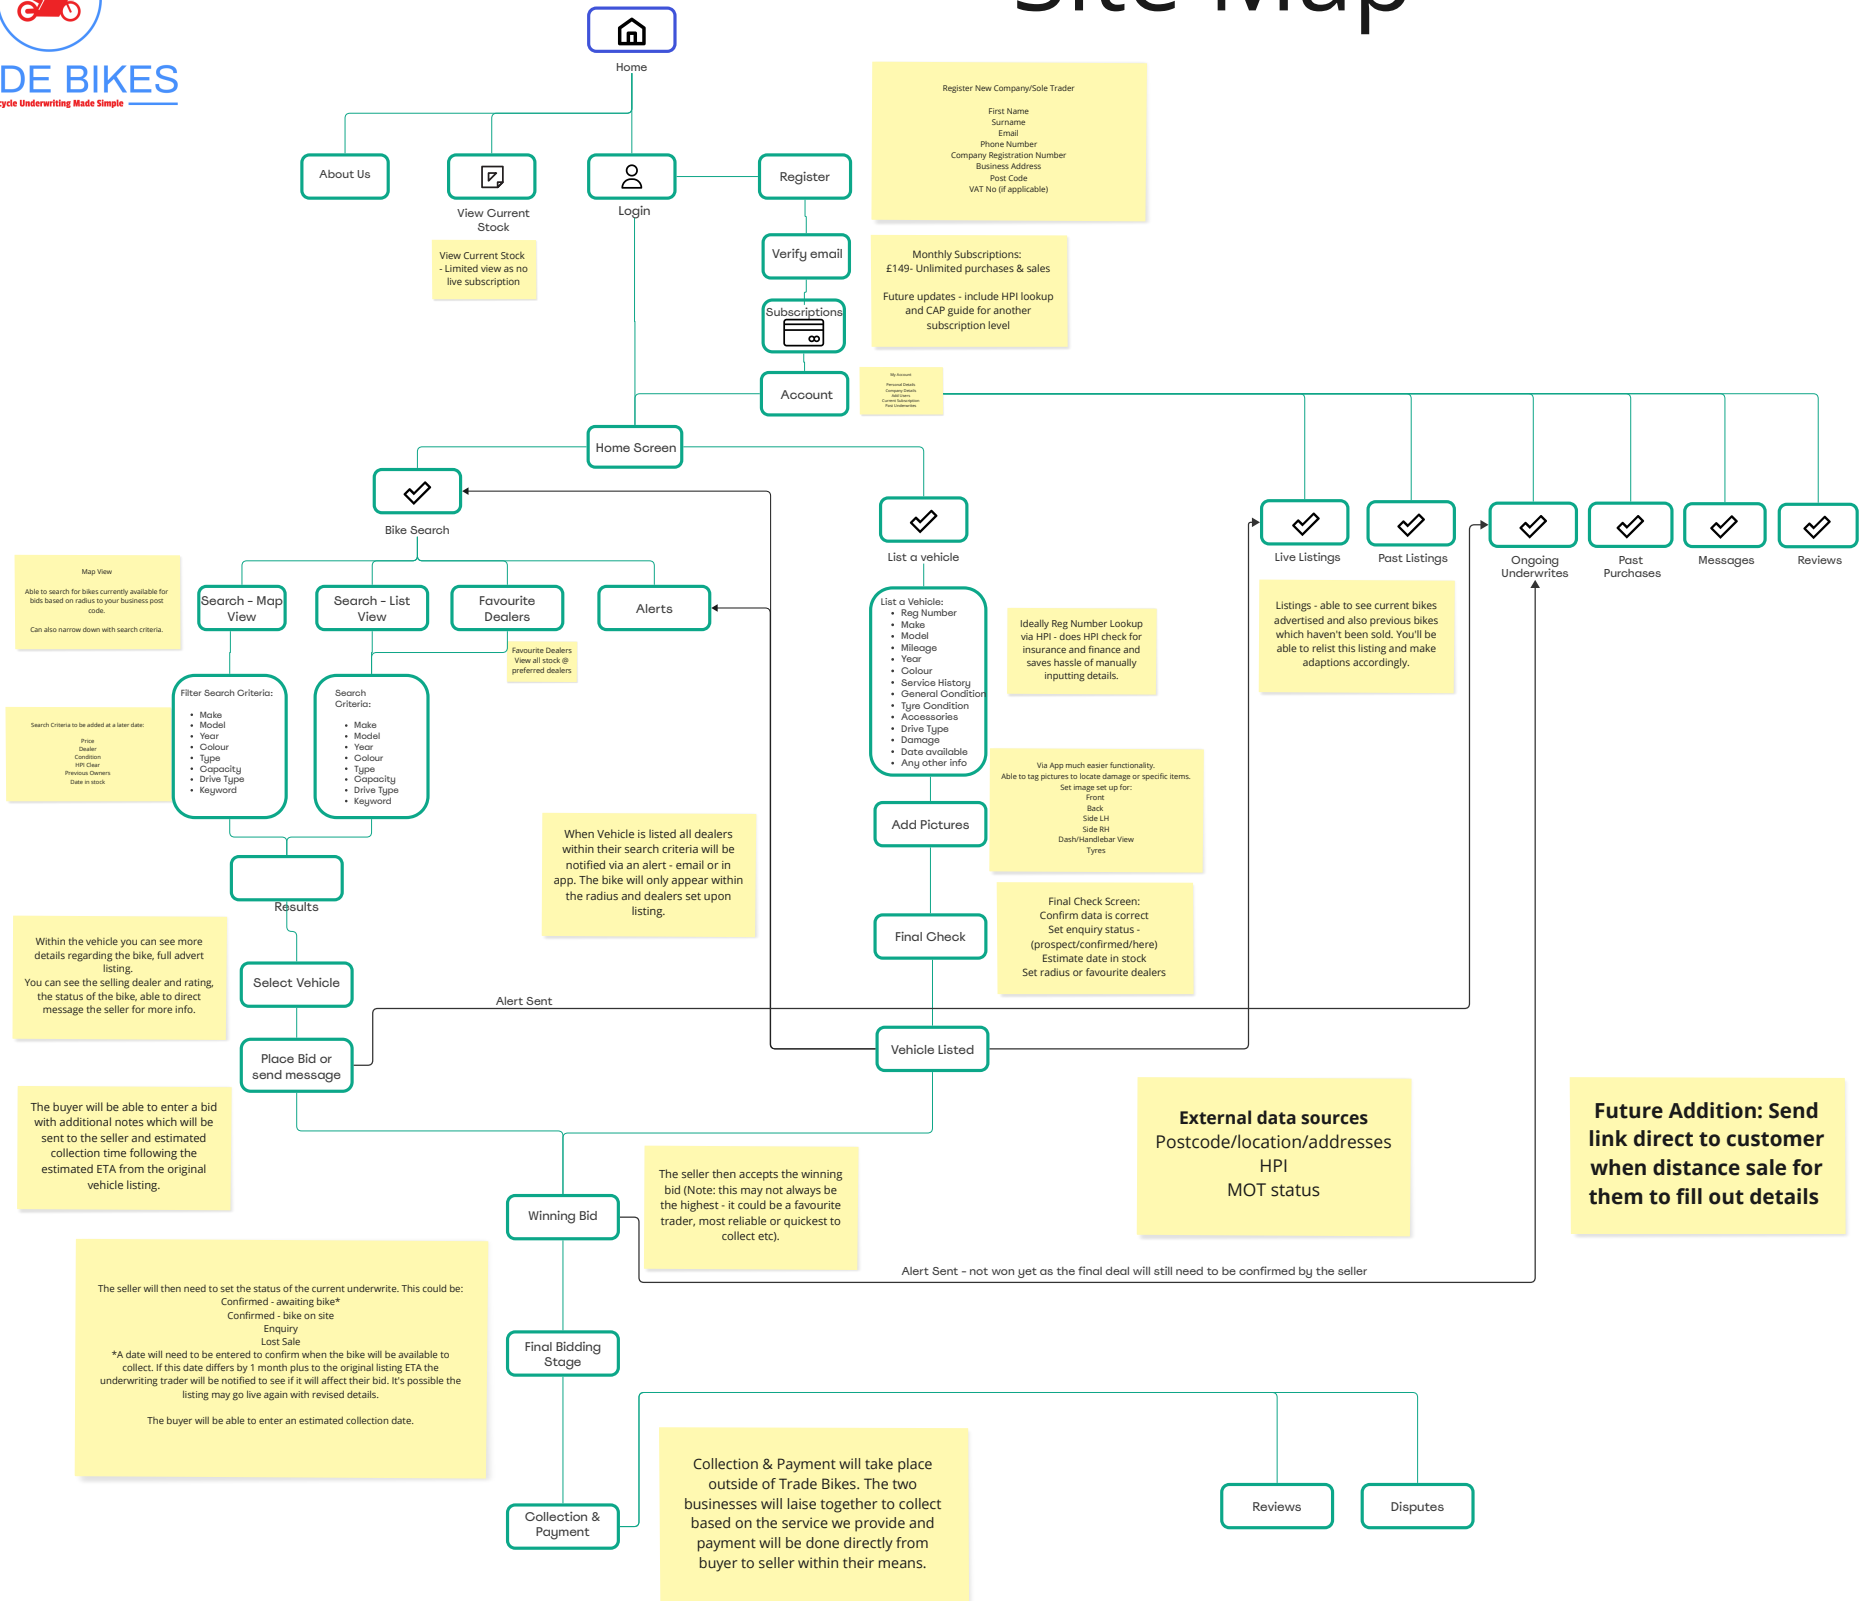 Site Map
DE BIKES
cycle Underwriting Made Simple
Home
About Us
View Current
Stock
Login
Register
Register New Company/Sole Trader
First Name
Surname
Email
Phone Number
Company Registration Number
Business Address
Post Code
VAT No (if applicable)
View Current Stock
- Limited view as no
live subscription
Verify email
Subscriptions
Monthly Subscriptions:
£149- Unlimited purchases & sales
Future updates - include HPI lookup
and CAP guide for another
subscription level
Account
My Account
Personal Details
Company Details
Add Users
Current Subscription
Past Underwrites
Home Screen
Bike Search
List a vehicle
Live Listings
Past Listings
Ongoing
Underwrites
Past
Purchases
Messages
Reviews
Map View
Able to search for bikes currently available for
bids based on radius to your business post
code.
Can also narrow down with search criteria.
Search - Map
View
Search - List
View
Favourite
Dealers
Alerts
Favourite Dealers
View all stock @
preferred dealers
List a Vehicle:
• Reg Number
• Make
• Model
• Mileage
• Year
• Colour
• Service History
• General Condition
• Tyre Condition
• Accessories
• Drive Type
• Damage
• Date available
• Any other info
Ideally Reg Number Lookup
via HPI - does HPI check for
insurance and finance and
saves hassle of manually
inputting details.
Listings - able to see current bikes
advertised and also previous bikes
which haven't been sold. You'll be
able to relist this listing and make
adaptions accordingly.
Search Criteria to be added at a later date:
Price
Dealer
Condition
HPI Clear
Previous Owners
Date in stock
Filter Search Criteria:
• Make
• Model
• Year
• Colour
• Type
• Capacity
• Drive Type
• Keyword
Search
Criteria:
• Make
• Model
• Year
• Colour
• Type
• Capacity
• Drive Type
• Keyword
Via App much easier functionality.
Able to tag pictures to locate damage or specific items.
Set image set up for:
Front
Back
Side LH
Side RH
Dash/Handlebar View
Tyres
Add Pictures
When Vehicle is listed all dealers
within their search criteria will be
notified via an alert - email or in
app. The bike will only appear within
the radius and dealers set upon
listing.
Results
Final Check
Final Check Screen:
Confirm data is correct
Set enquiry status -
(prospect/confirmed/here)
Estimate date in stock
Set radius or favourite dealers
Within the vehicle you can see more
details regarding the bike, full advert
listing.
You can see the selling dealer and rating,
the status of the bike, able to direct
message the seller for more info.
Select Vehicle
Alert Sent
Place Bid or
send message
Vehicle Listed
The buyer will be able to enter a bid
with additional notes which will be
sent to the seller and estimated
collection time following the
estimated ETA from the original
vehicle listing.
External data sources
Postcode/location/addresses
HPI
MOT status
Future Addition: Send
link direct to customer
when distance sale for
them to fill out details
Winning Bid
The seller then accepts the winning
bid (Note: this may not always be
the highest - it could be a favourite
trader, most reliable or quickest to
collect etc).
Alert Sent - not won yet as the final deal will still need to be confirmed by the seller
The seller will then need to set the status of the current underwrite. This could be:
Confirmed - awaiting bike*
Confirmed - bike on site
Enquiry
Lost Sale
*A date will need to be entered to confirm when the bike will be available to
collect. If this date differs by 1 month plus to the original listing ETA the
underwriting trader will be notified to see if it will affect their bid. It's possible the
listing may go live again with revised details.
The buyer will be able to enter an estimated collection date.
Final Bidding
Stage
Collection &
Payment
Collection & Payment will take place
outside of Trade Bikes. The two
businesses will laise together to collect
based on the service we provide and
payment will be done directly from
buyer to seller within their means.
Reviews
Disputes